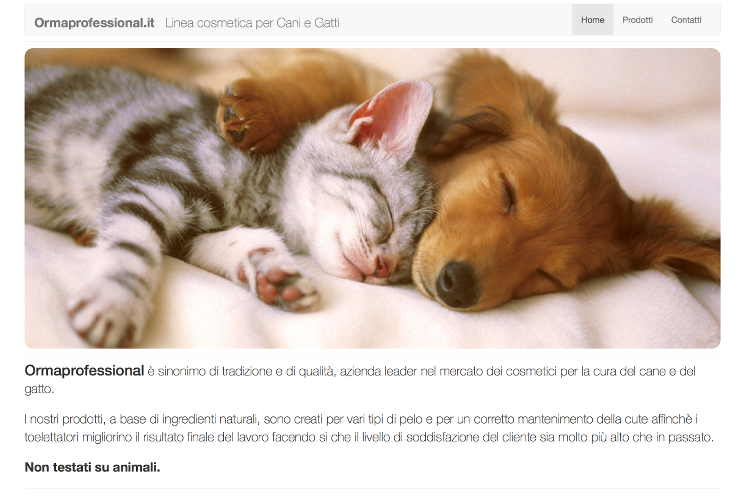 Ormaprofessional.it Linea cosmetica per Cani e Gatti Home Prodotti Contatti
Ormaprofessional è sinonimo di tradizione e di qualità, azienda leader nel mercato dei cosmetici per la cura del cane e del
gatto.
I nostri prodotti, a base di ingredienti naturali, sono creati per vari tipi di pelo e per un corretto mantenimento della cute affinchè i
toelettatori migliorino il risultato finale del lavoro facendo si che il livello di soddisfazione del cliente sia molto più alto che in passato.
Non testati su animali.